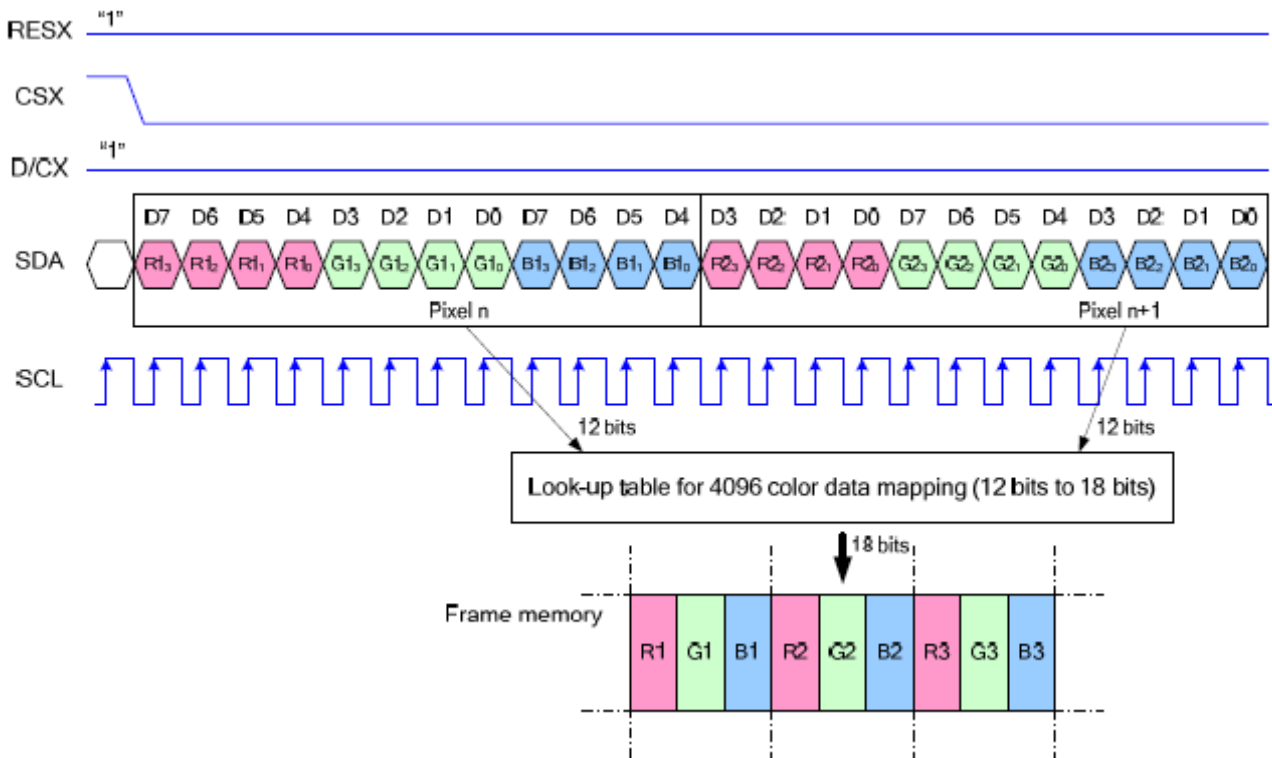 RESX "1"
CSX
D/CX "1"
D7 D6 D5 D4 D3 D2 D1 D0 D7 D6 D5 D4 D3 D2 D1 D0 D7 D6 D5 D4 D3 D2 D1 D0
SDA R1₃ R1₂ R1₁ R1₀ G1₃ G1₂ G1₁ G1₀ B1₃ B1₂ B1₁ B1₀ R2₃ R2₂ R2₁ R2₀ G2₃ G2₂ G2₁ G2₀ B2₃ B2₂ B2₁ B2₀
Pixel n Pixel n+1
SCL
12 bits 12 bits
Look-up table for 4096 color data mapping (12 bits to 18 bits)
18 bits
Frame memory
R1 G1 B1 R2 G2 B2 R3 G3 B3